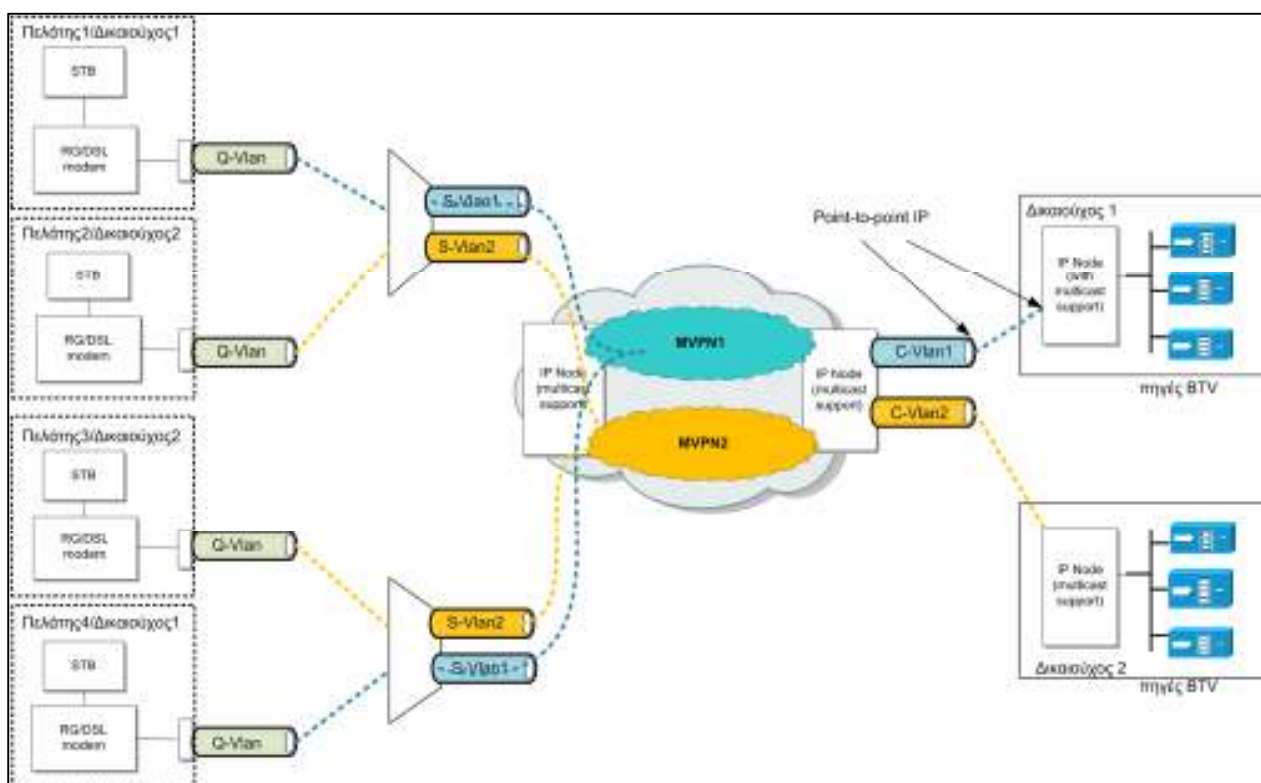 Πελάτης1/Δικαιούχος1
STB
RG/DSL
modem
Q-Vlan
Πελάτης2/Δικαιούχος2
STB
RG/DSL
modem
Q-Vlan
Πελάτης3/Δικαιούχος2
STB
RG/DSL
modem
Q-Vlan
Πελάτης4/Δικαιούχος1
STB
RG/DSL
modem
Q-Vlan
S-Vlan1
S-Vlan2
S-Vlan2
S-Vlan1
IP Node
(multicast
support)
MVPN1
MVPN2
IP Node
(multicast
support)
C-Vlan1
C-Vlan2
Point-to-point IP
Δικαιούχος 1
IP Node
(with
multicast
support)
πηγές BTV
IP Node
(multicast
support)
Δικαιούχος 2
πηγές BTV